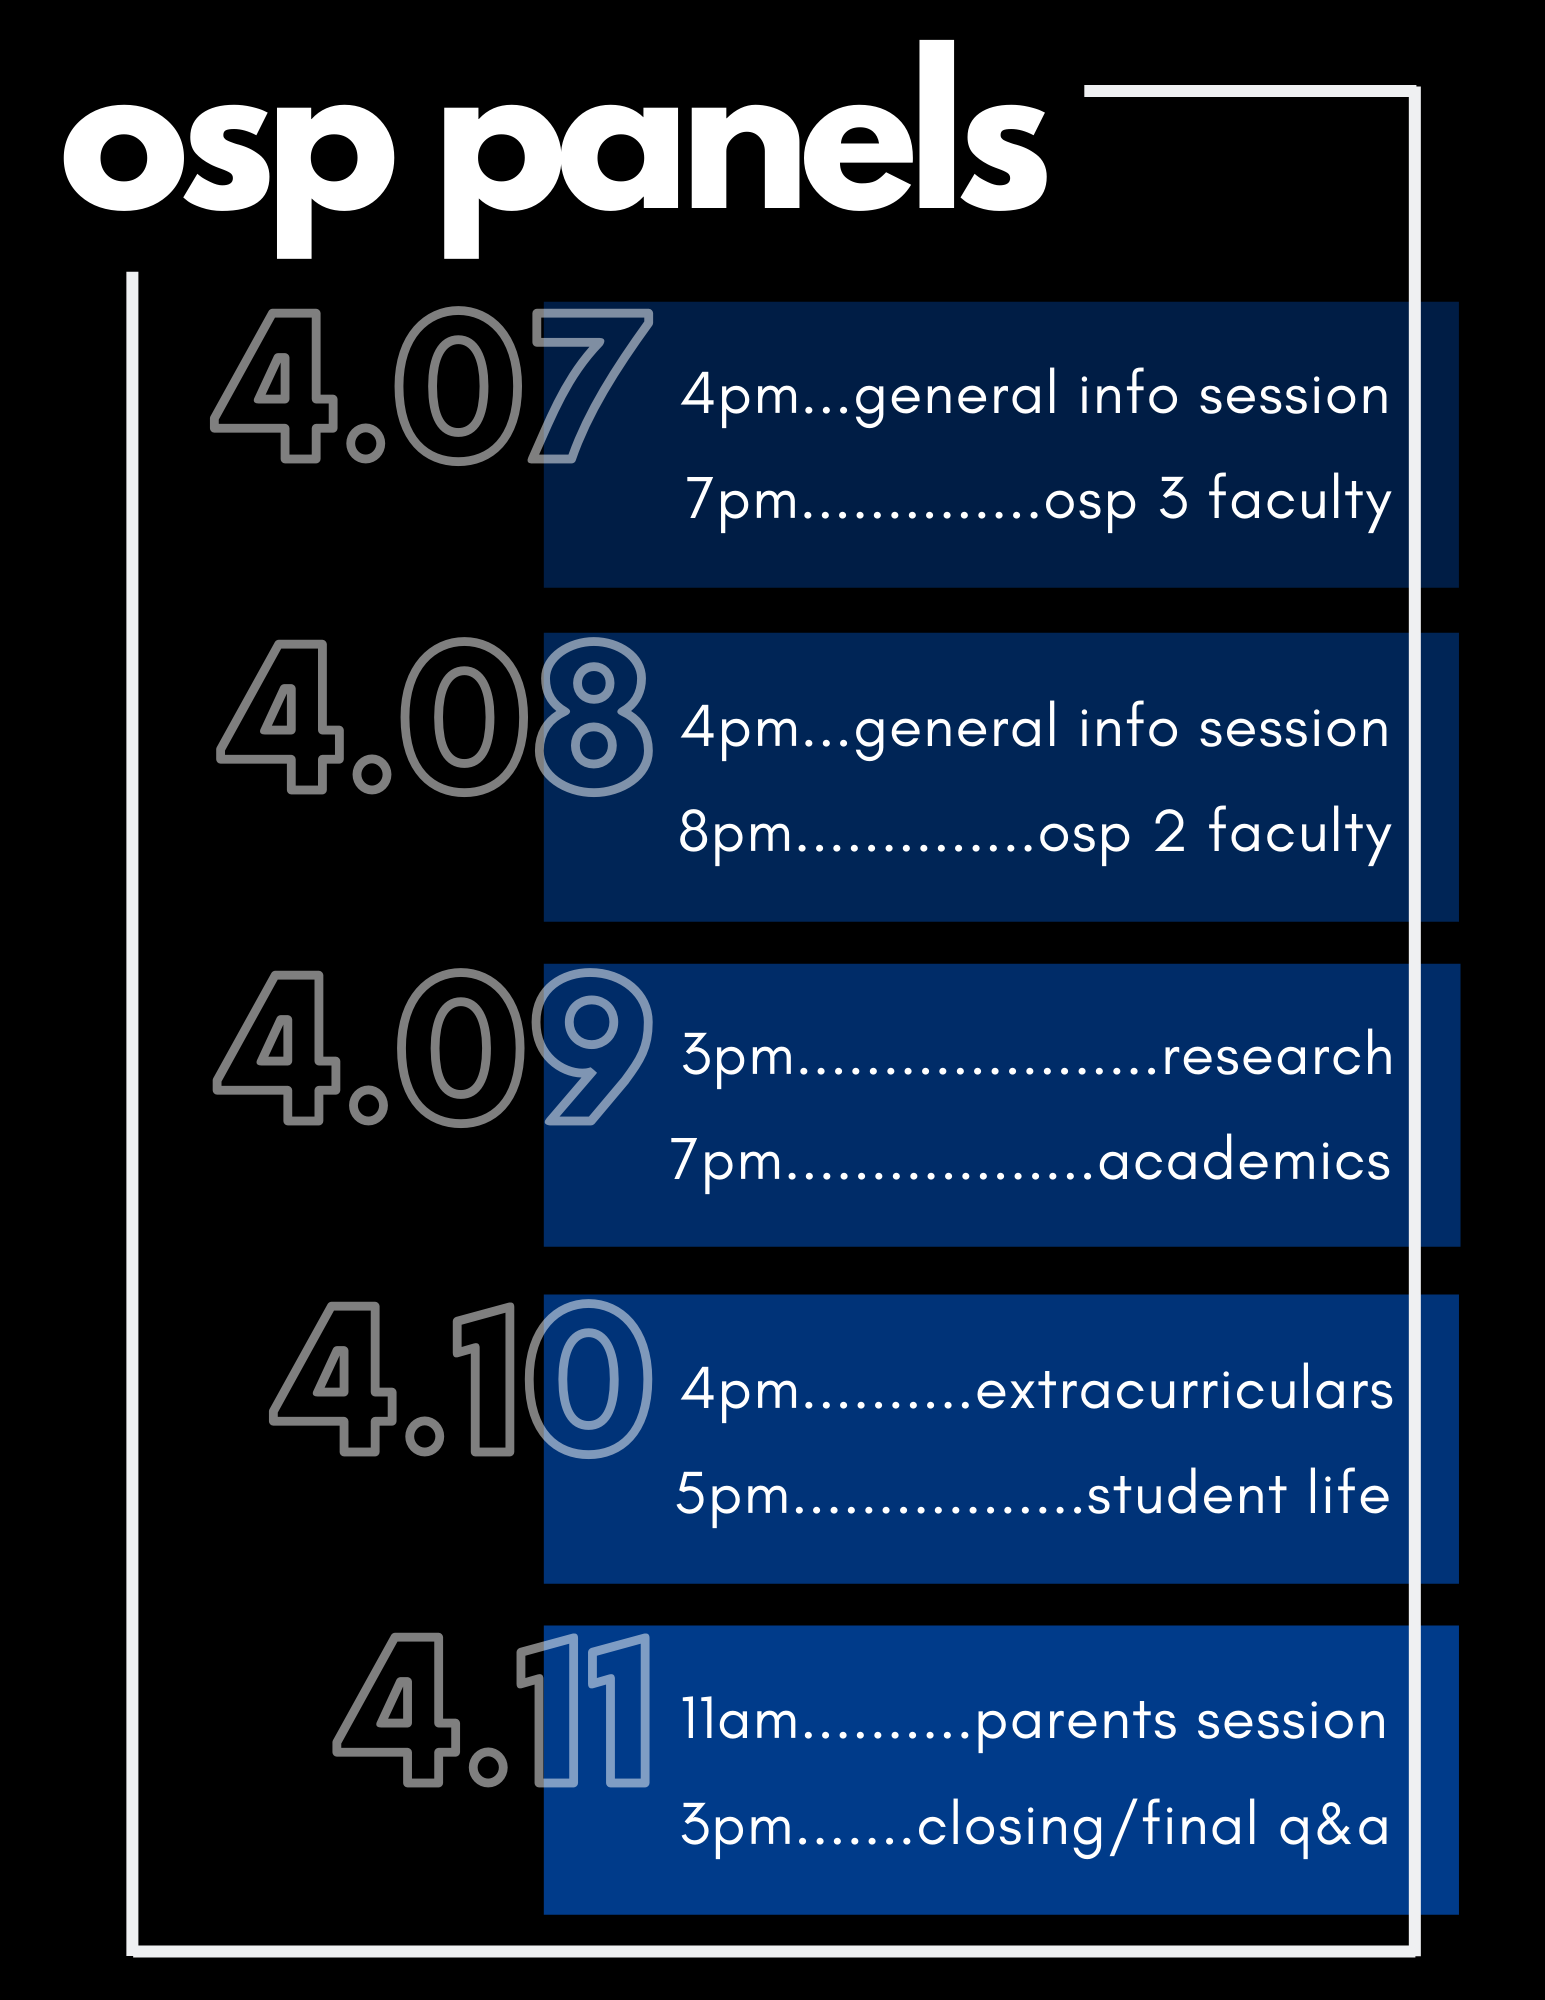 osp panels
4.07
4pm...general info session
7pm..............osp 3 faculty
4.08
4pm...general info session
8pm..............osp 2 faculty
4.09
3pm.....................research
7pm..................academics
4.10
4pm..........extracurriculars
5pm.................student life
4.11
11am..........parents session
3pm.......closing/final q&a